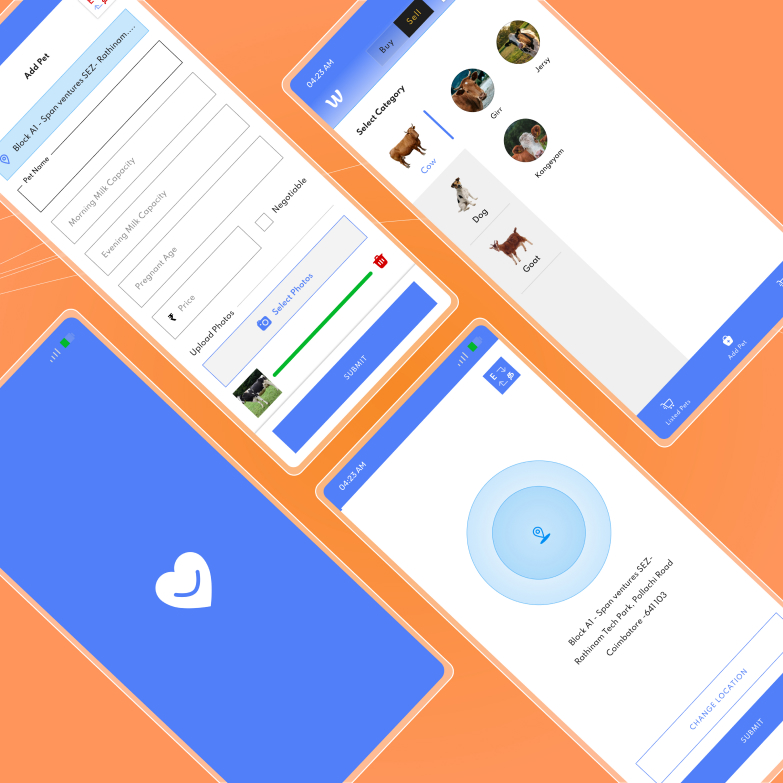 Add Pet
Block A1 - Span ventures SEZ- Rathinam....
Pet Name
Morning Milk Capacity
Evening Milk Capacity
Pregnant Age
₹ Price
Negotiable
Upload Photos
Select Photos
SUBMIT
04:23 AM
Buy
Sell
w
Select Category
Cow
Dog
Goat
Jersy
Girr
Kangeyam
Listed Pets
Add Pet
04:23 AM
E
Block A1 - Span ventures SEZ-
Rathinam Tech Park, Pollachi Road
Coimbatore -641103
CHANGE LOCATION
SUBMIT